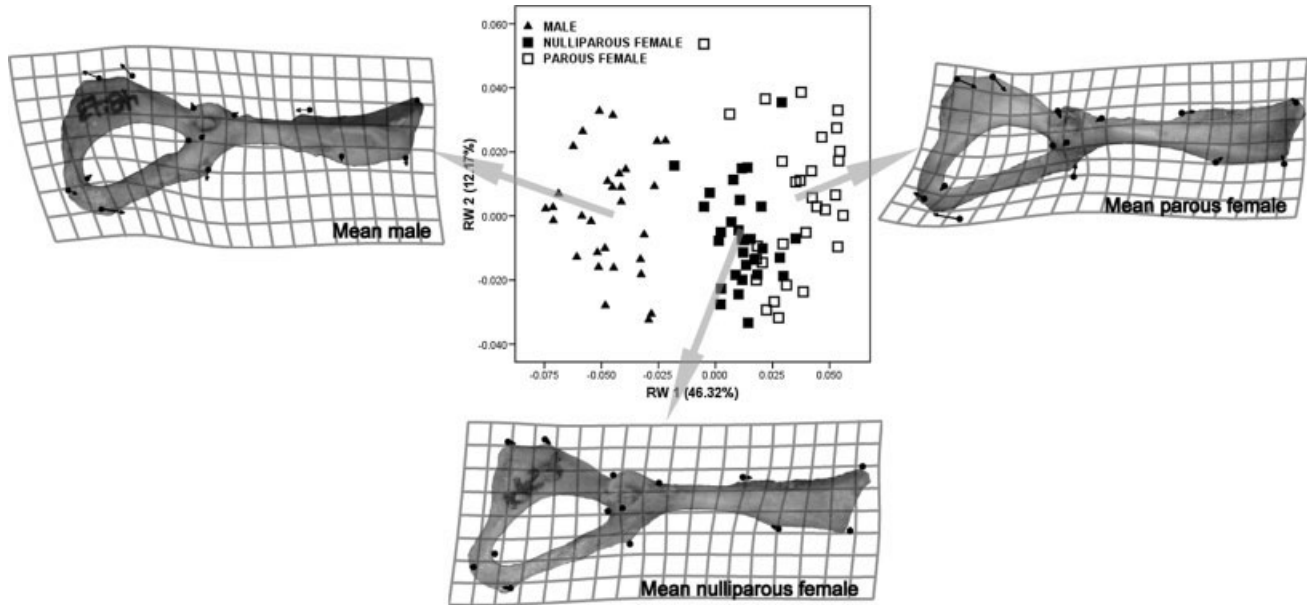 MALE
NULLIPAROUS FEMALE
PAROUS FEMALE
0.060
0.040
0.020
0.000
-0.020
-0.040
RW 2 (12.17%)
-0.075
-0.050
-0.025
0.000
0.025
0.050
RW 1 (46.32%)
Mean male
Mean parous female
Mean nulliparous female